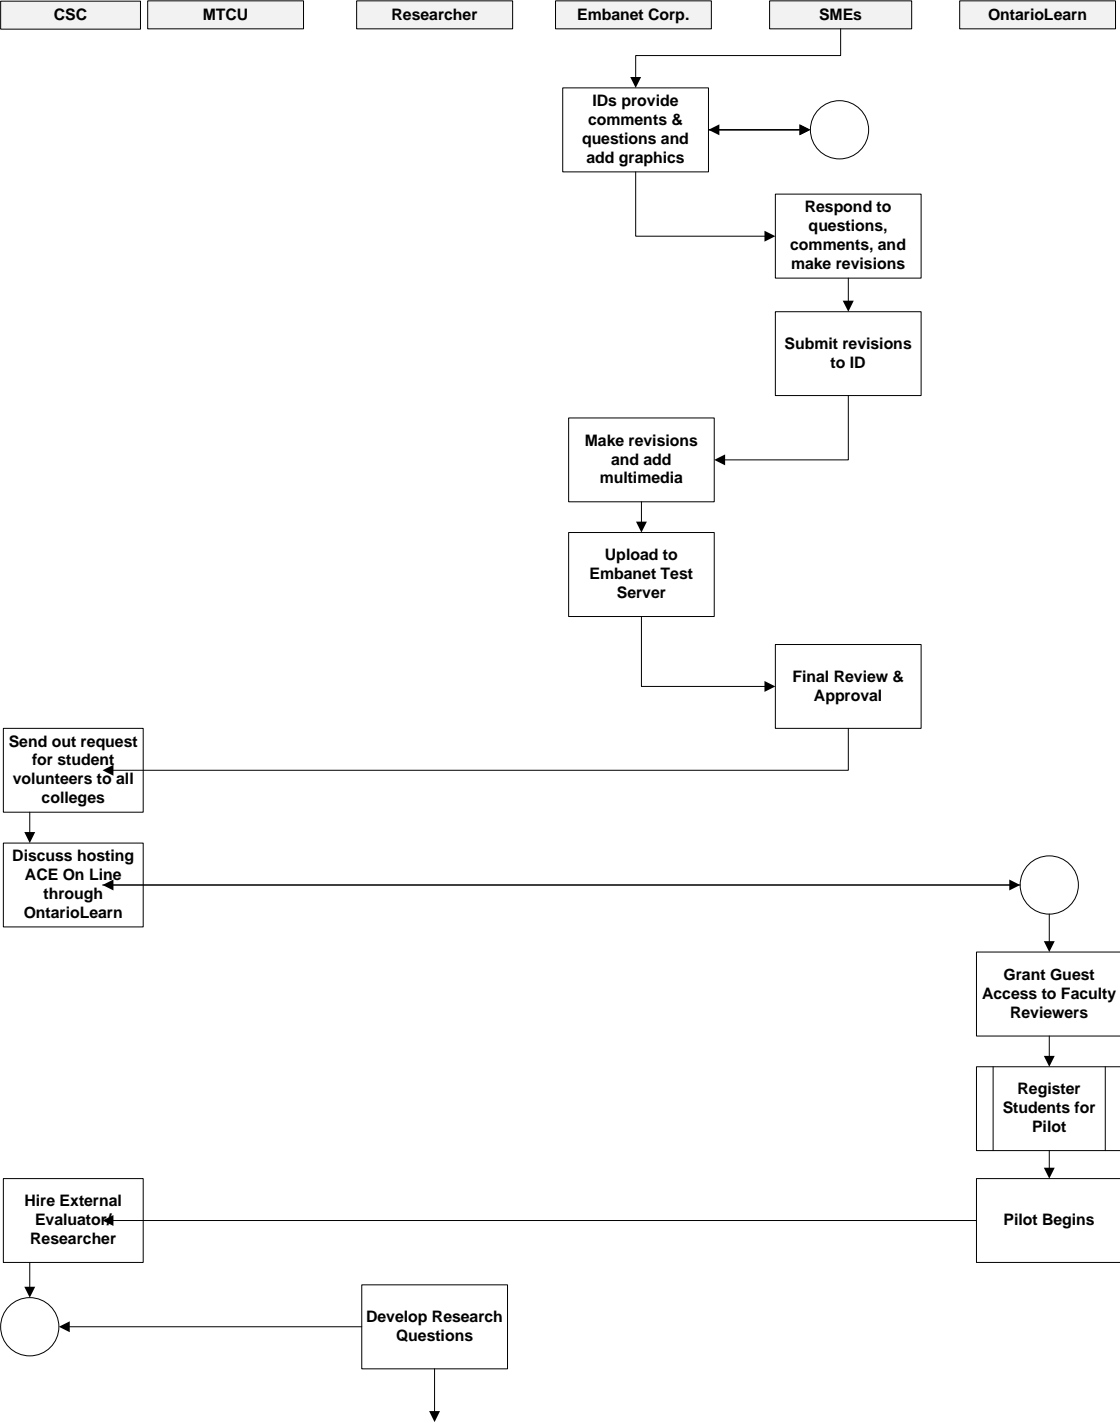 CSC
MTCU
Researcher
Embanet Corp.
SMEs
OntarioLearn
IDs provide
comments &
questions and
add graphics
Respond to
questions,
comments, and
make revisions
Submit revisions
to ID
Make revisions
and add
multimedia
Upload to
Embanet Test
Server
Final Review &
Approval
Send out request
for student
volunteers to all
colleges
Discuss hosting
ACE On Line
through
OntarioLearn
Grant Guest
Access to Faculty
Reviewers
Register
Students for
Pilot
Hire External
Evaluator/
Researcher
Pilot Begins
Develop Research
Questions